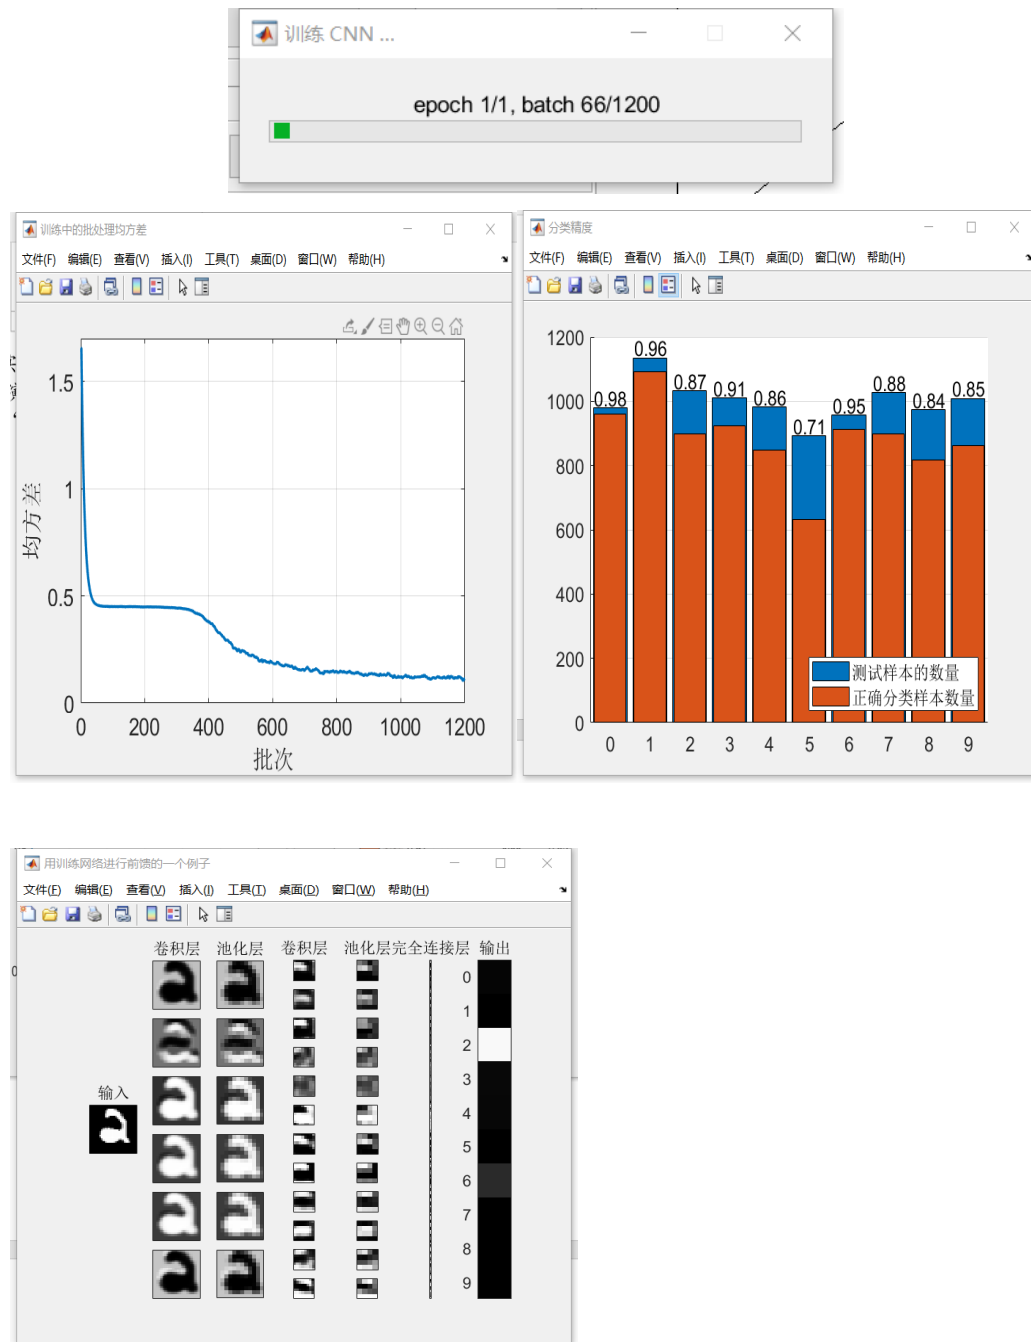 训练 CNN ...
epoch 1/1, batch 66/1200
训练中的批处理均方差
文件(F) 编辑(E) 查看(V) 插入(I) 工具(T) 桌面(D) 窗口(W) 帮助(H)
1.5
1
0.5
0
均方差
0 200 400 600 800 1000 1200
批次
分类精度
文件(F) 编辑(E) 查看(V) 插入(I) 工具(T) 桌面(D) 窗口(W) 帮助(H)
1200
1000
800
600
400
200
0
0.98 0.96 0.87 0.91 0.86 0.71 0.95 0.88 0.84 0.85
测试样本的数量
正确分类样本数量
0 1 2 3 4 5 6 7 8 9
用训练网络进行前馈的一个例子
文件(F) 编辑(E) 查看(V) 插入(I) 工具(T) 桌面(D) 窗口(W) 帮助(H)
卷积层 池化层 卷积层 池化层完全连接层 输出
输入
0
1
2
3
4
5
6
7
8
9